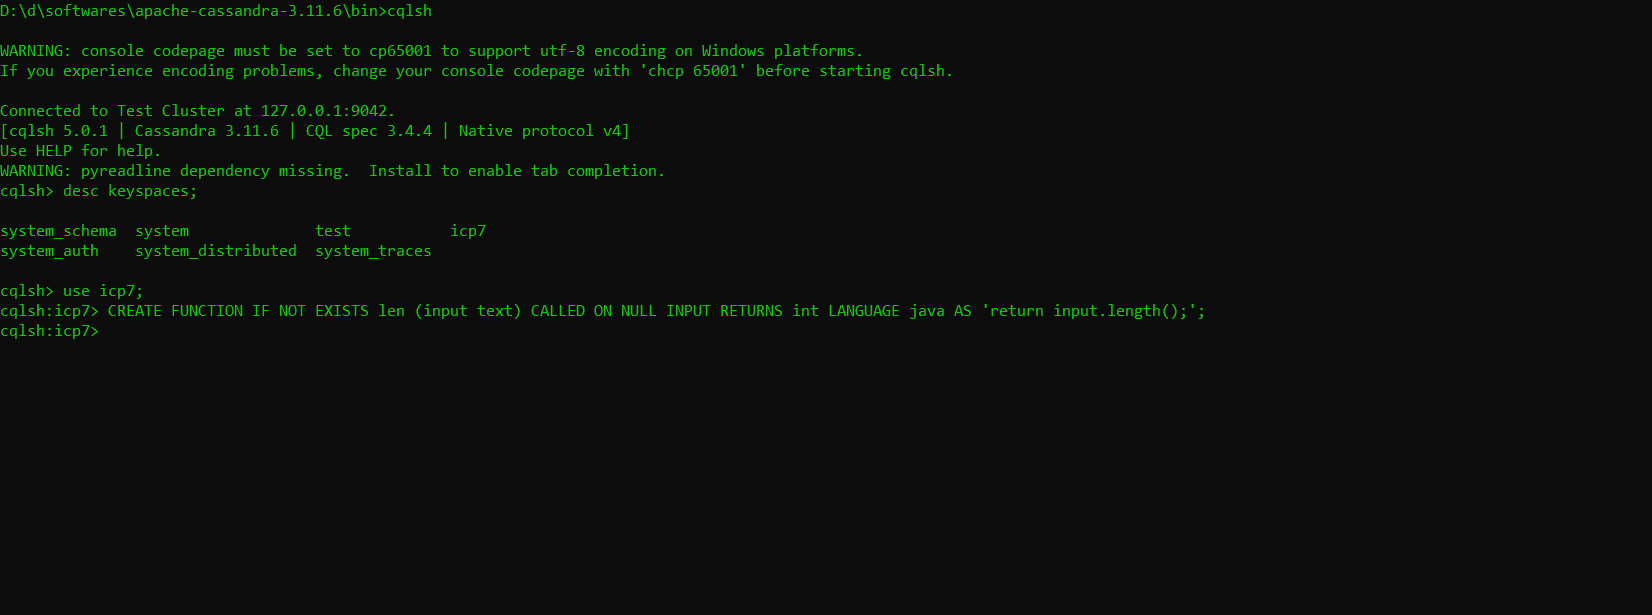 D:\d\softwares\apache-cassandra-3.11.6\bin>cqlsh
WARNING: console codepage must be set to cp65001 to support utf-8 encoding on Windows platforms.
If you experience encoding problems, change your console codepage with 'chcp 65001' before starting cqlsh.
Connected to Test Cluster at 127.0.0.1:9042.
[cqlsh 5.0.1 | Cassandra 3.11.6 | CQL spec 3.4.4 | Native protocol v4]
Use HELP for help.
WARNING: pyreadline dependency missing.  Install to enable tab completion.
cqlsh> desc keyspaces;
system_schema  system              test           icp7
system_auth    system_distributed  system_traces
cqlsh> use icp7;
cqlsh:icp7> CREATE FUNCTION IF NOT EXISTS len (input text) CALLED ON NULL INPUT RETURNS int LANGUAGE java AS 'return input.length();';
cqlsh:icp7>